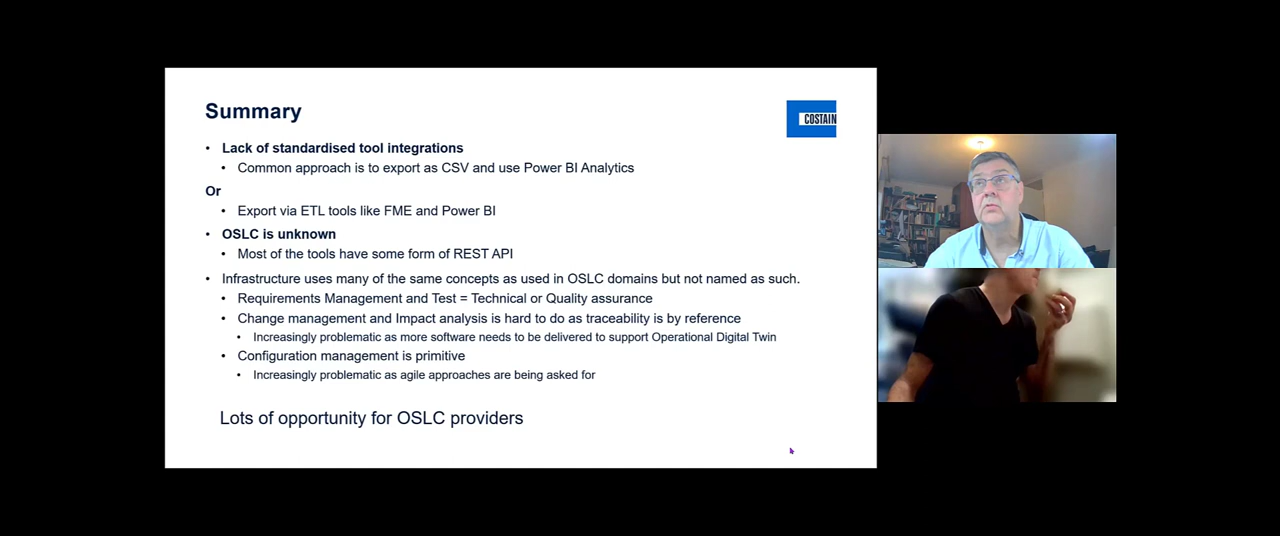 Summary
COSTAIN
• Lack of standardised tool integrations
• Common approach is to export as CSV and use Power BI Analytics
Or
• Export via ETL tools like FME and Power BI
• OSLC is unknown
• Most of the tools have some form of REST API
• Infrastructure uses many of the same concepts as used in OSLC domains but not named as such.
• Requirements Management and Test = Technical or Quality assurance
• Change management and Impact analysis is hard to do as traceability is by reference
• Increasingly problematic as more software needs to be delivered to support Operational Digital Twin
• Configuration management is primitive
• Increasingly problematic as agile approaches are being asked for
Lots of opportunity for OSLC providers